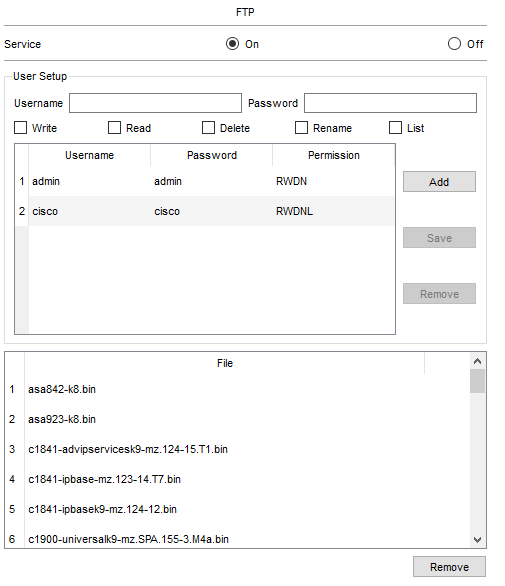 FTP
Service On Off
User Setup
Username Password
Write Read Delete Rename List
Username Password Permission
1 admin admin RWDN
2 cisco cisco RWDNL
Add
Save
Remove
File
1 asa842-k8.bin
2 asa923-k8.bin
3 c1841-advipservicesk9-mz.124-15.T1.bin
4 c1841-ipbase-mz.123-14.T7.bin
5 c1841-ipbasek9-mz.124-12.bin
6 c1900-universalk9-mz.SPA.155-3.M4a.bin
Remove